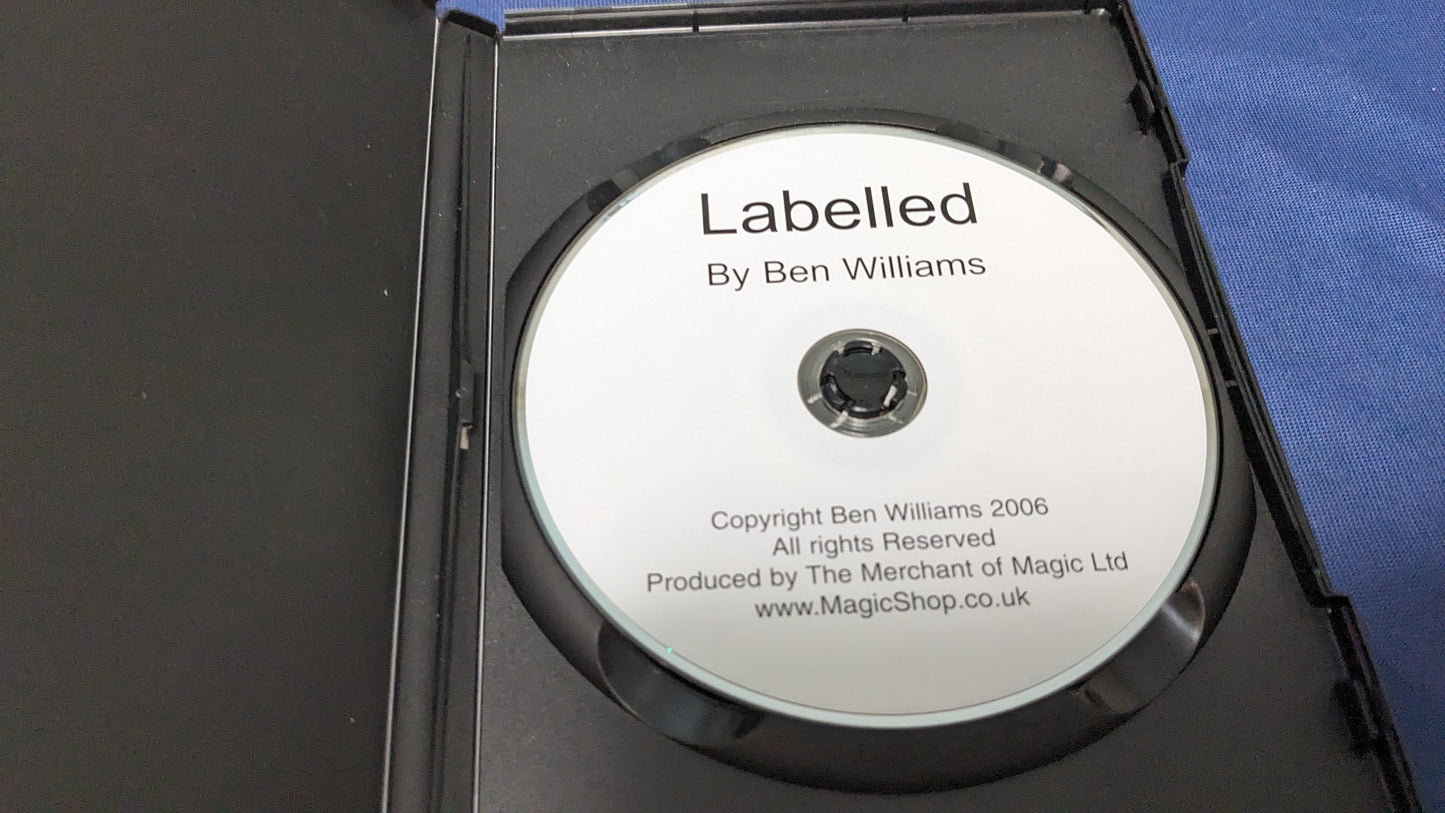 Labelled
By Ben Williams
Copyright Ben Williams 2006
All rights Reserved
Produced by The Merchant of Magic Ltd
www.MagicShop.co.uk